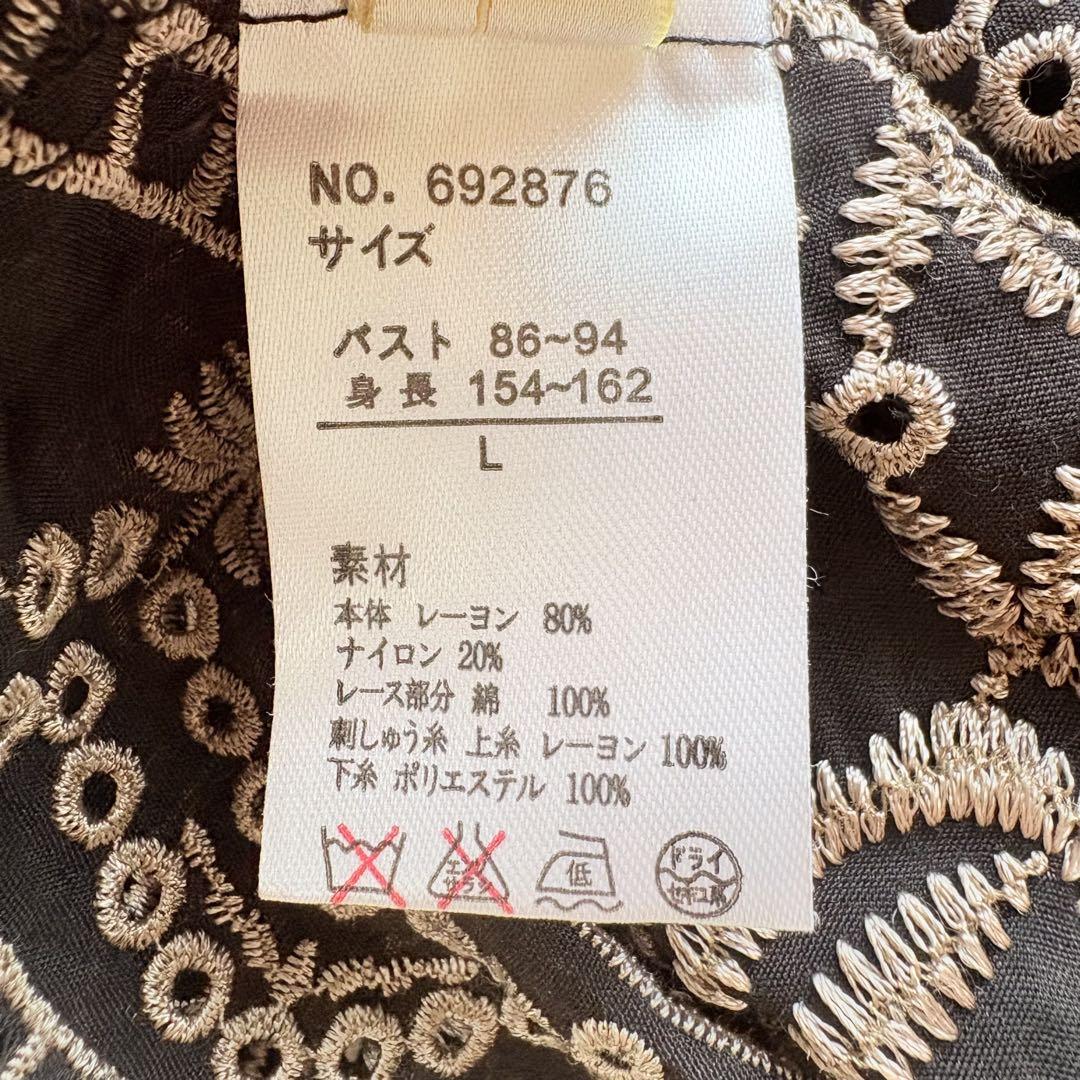 NO. 692876
サイズ
バスト 86~94
身長 154~162
L
素材
本体 レーヨン 80%
ナイロン 20%
レース部分 綿 100%
刺しゅう糸 上糸 レーヨン 100%
下糸 ポリエステル 100%
低
ドライ